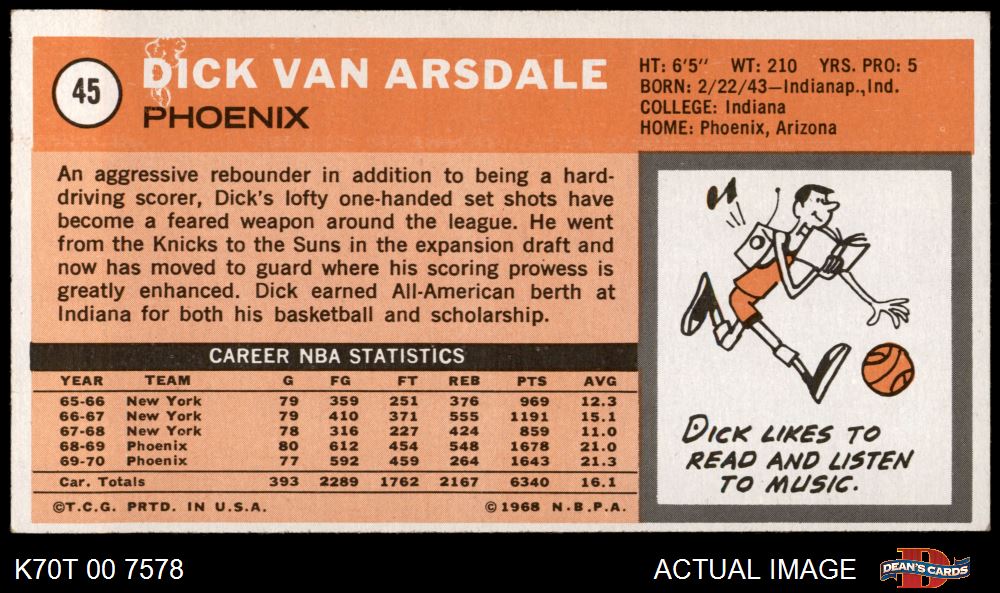 45
DICK VAN ARSDALE
PHOENIX
HT: 6'5" WT: 210 YRS. PRO: 5
BORN: 2/22/43—Indianap.,Ind.
COLLEGE: Indiana
HOME: Phoenix, Arizona
An aggressive rebounder in addition to being a hard-
driving scorer, Dick's lofty one-handed set shots have
become a feared weapon around the league. He went
from the Knicks to the Suns in the expansion draft and
now has moved to guard where his scoring prowess is
greatly enhanced. Dick earned All-American berth at
Indiana for both his basketball and scholarship.
CAREER NBA STATISTICS
YEAR TEAM G FG FT REB PTS AVG
65-66 New York 79 359 251 376 969 12.3
66-67 New York 79 410 371 555 1191 15.1
67-68 New York 78 316 227 424 859 11.0
68-69 Phoenix 80 612 454 548 1678 21.0
69-70 Phoenix 77 592 459 264 1643 21.3
Car. Totals 393 2289 1762 2167 6340 16.1
©T.C.G. PRTD. IN U.S.A. ©1968 N.B.P.A.
DICK LIKES TO
READ AND LISTEN
TO MUSIC.
K70T 00 7578
ACTUAL IMAGE
DEAN'S CARDS